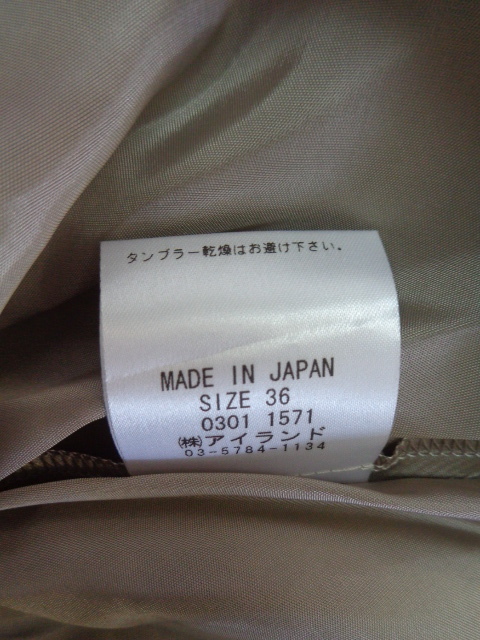 タンブラー乾燥はお避け下さい。
MADE IN JAPAN
SIZE 36
0301 1571
㈱アイランド
03-5784-1134